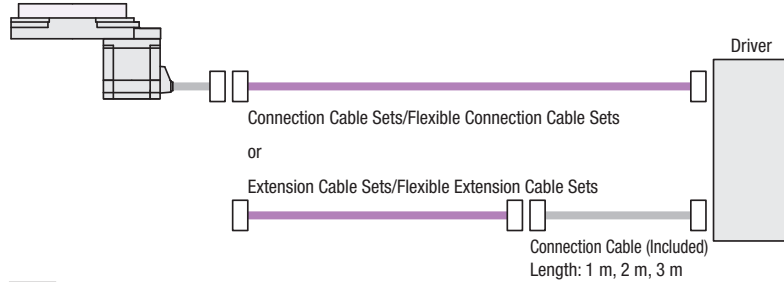 Driver
Connection Cable Sets/Flexible Connection Cable Sets
or
Extension Cable Sets/Flexible Extension Cable Sets
Connection Cable (Included)
Length: 1 m, 2 m, 3 m